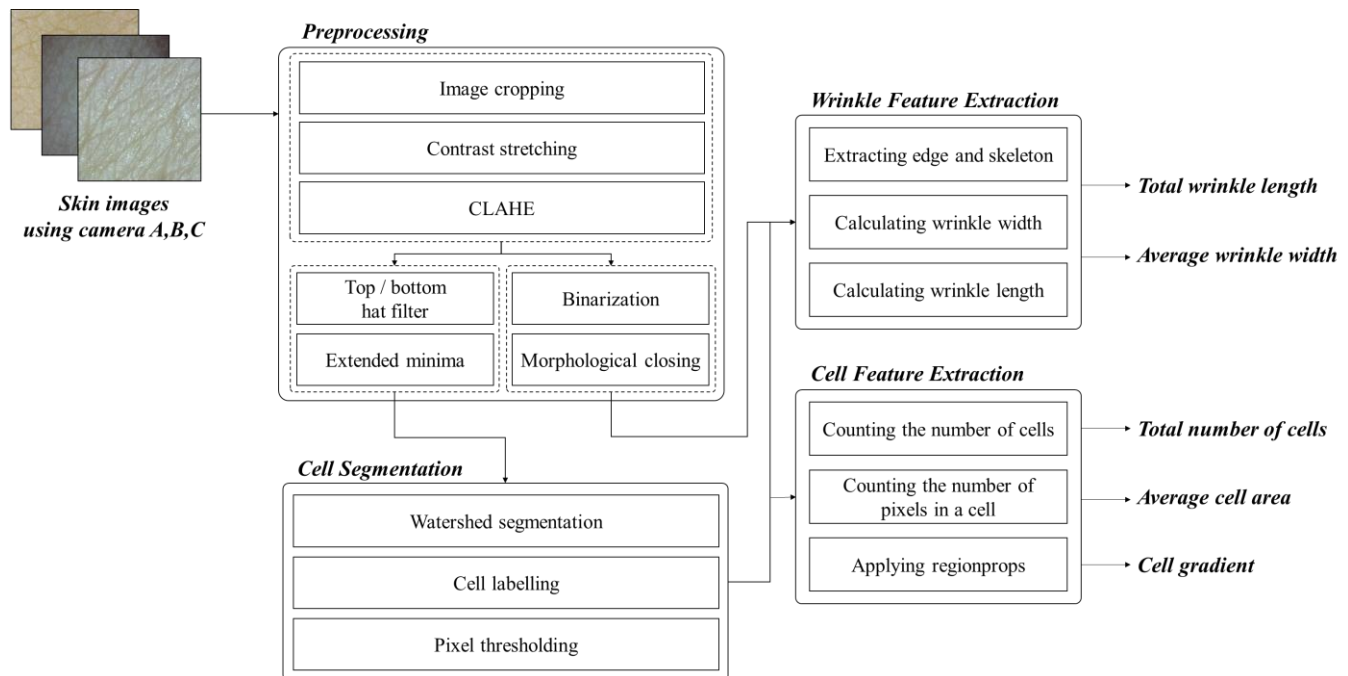 Skin images
using camera A,B,C
Preprocessing
Image cropping
Contrast stretching
CLAHE
Top / bottom
hat filter
Extended minima
Binarization
Morphological closing
Cell Segmentation
Watershed segmentation
Cell labelling
Pixel thresholding
Wrinkle Feature Extraction
Extracting edge and skeleton
Calculating wrinkle width
Calculating wrinkle length
Total wrinkle length
Average wrinkle width
Cell Feature Extraction
Counting the number of cells
Counting the number of
pixels in a cell
Applying regionprops
Total number of cells
Average cell area
Cell gradient